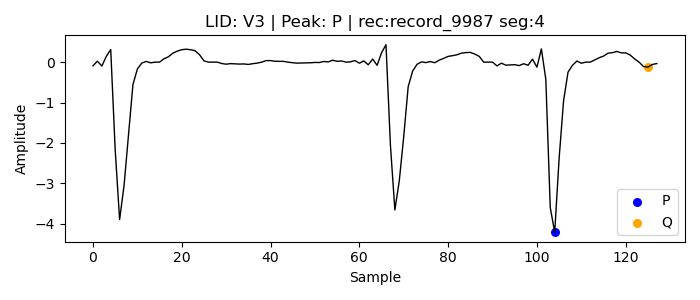 LID: V3 | Peak: P | rec:record_9987 seg:4
Amplitude
0
−1
−2
−3
−4
P
Q
0 20 40 60 80 100 120
Sample